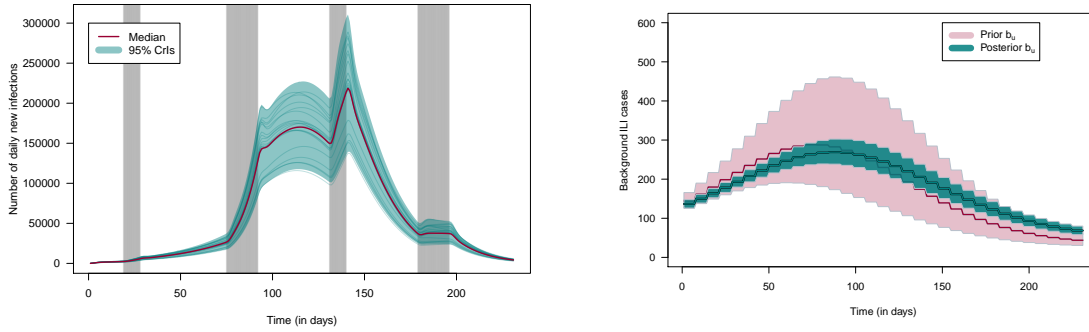 Number of daily new infections
300000
250000
200000
150000
100000
50000
0
Median
95% CrIs
0 50 100 150 200
Time (in days)
Background ILI cases
600
500
400
300
200
100
0
Prior bᵤ
Posterior bᵤ
0 50 100 150 200
Time (in days)